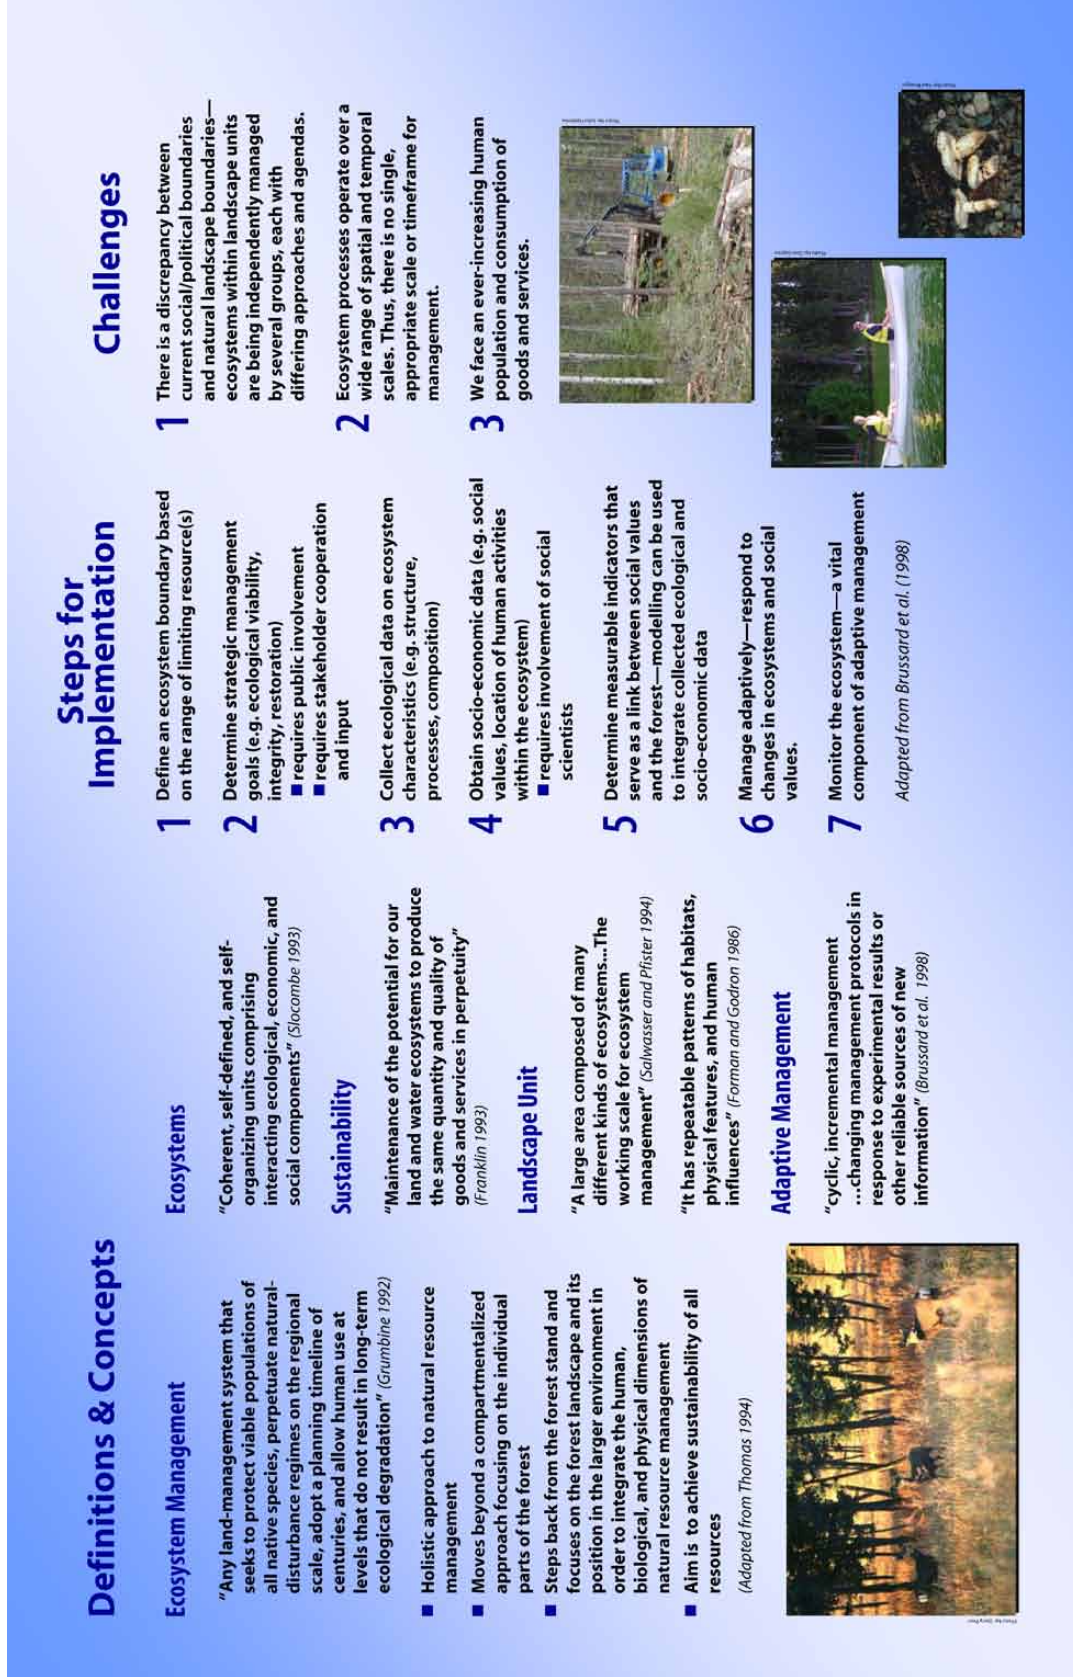 Definitions & Concepts
Ecosystem Management
“Any land-management system that
seeks to protect viable populations of
all native species, perpetuate natural-
disturbance regimes on the regional
scale, adopt a planning timeline of
centuries, and allow human use at
levels that do not result in long-term
ecological degradation” (Grumbine 1992)
■ Holistic approach to natural resource
management
■ Moves beyond a compartmentalized
approach focusing on the individual
parts of the forest
■ Steps back from the forest stand and
focuses on the forest landscape and its
position in the larger environment in
order to integrate the human,
biological, and physical dimensions of
natural resource management
■ Aim is to achieve sustainability of all
resources
(Adapted from Thomas 1994)
Ecosystems
“Coherent, self-defined, and self-
organizing units comprising
interacting ecological, economic, and
social components” (Slocombe 1993)
Sustainability
“Maintenance of the potential for our
land and water ecosystems to produce
the same quantity and quality of
goods and services in perpetuity”
(Franklin 1993)
Landscape Unit
“A large area composed of many
different kinds of ecosystems...The
working scale for ecosystem
management” (Salwasser and Pfister 1994)
“It has repeatable patterns of habitats,
physical features, and human
influences” (Forman and Godron 1986)
Adaptive Management
“cyclic, incremental management
...changing management protocols in
response to experimental results or
other reliable sources of new
information” (Brussard et al. 1998)
Steps for
Implementation
1 Define an ecosystem boundary based
on the range of limiting resource(s)
2 Determine strategic management
goals (e.g. ecological viability,
integrity, restoration)
■ requires public involvement
■ requires stakeholder cooperation
and input
3 Collect ecological data on ecosystem
characteristics (e.g. structure,
processes, composition)
4 Obtain socio-economic data (e.g. social
values, location of human activities
within the ecosystem)
■ requires involvement of social
scientists
5 Determine measurable indicators that
serve as a link between social values
and the forest—modelling can be used
to integrate collected ecological and
socio-economic data
6 Manage adaptively—respond to
changes in ecosystems and social
values.
7 Monitor the ecosystem—a vital
component of adaptive management
Adapted from Brussard et al. (1998)
Challenges
1 There is a discrepancy between
current social/political boundaries
and natural landscape boundaries—
ecosystems within landscape units
are being independently managed
by several groups, each with
differing approaches and agendas.
2 Ecosystem processes operate over a
wide range of spatial and temporal
scales. Thus, there is no single,
appropriate scale or timeframe for
management.
3 We face an ever-increasing human
population and consumption of
goods and services.